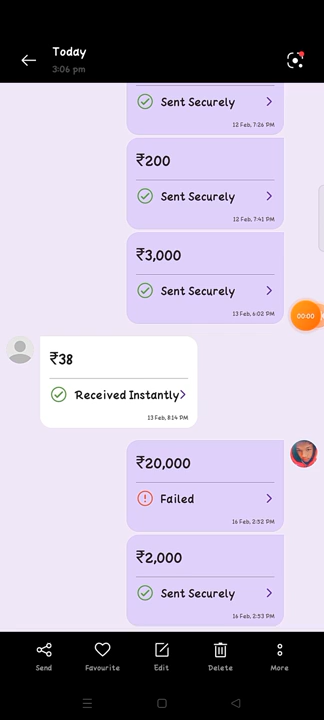 Today
3:06 pm
Sent Securely
12 Feb, 7:26 PM
₹200
Sent Securely
12 Feb, 7:41 PM
₹3,000
Sent Securely
13 Feb, 6:02 PM
00:00
₹38
Received Instantly
13 Feb, 8:14 PM
₹20,000
Failed
16 Feb, 2:52 PM
₹2,000
Sent Securely
16 Feb, 2:53 PM
Send
Favourite
Edit
Delete
More